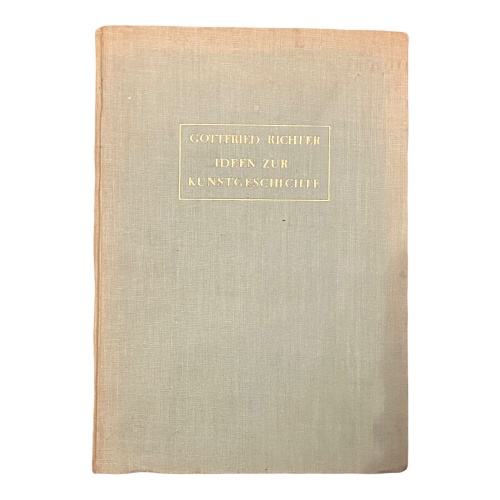 GOTTFRIED RICHTER
IDEEN ZUR
KUNSTGESCHICHTE